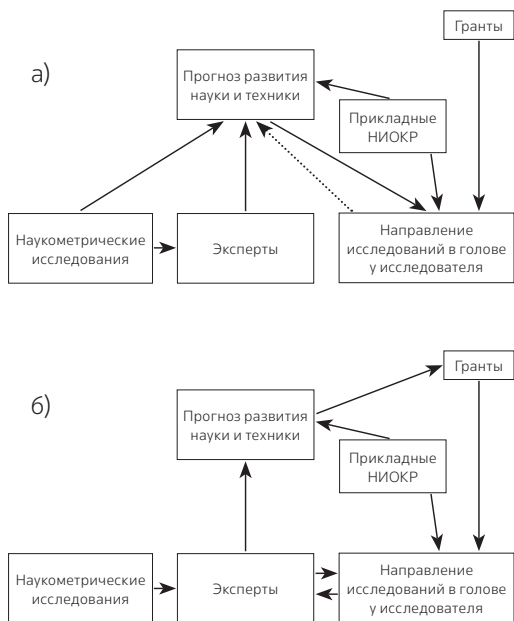 Гранты
а)
Прогноз развития
науки и техники
Прикладные
НИОКР
Наукометрические
исследования
Эксперты
Направление
исследований в голове
у исследователя
Гранты
б)
Прогноз развития
науки и техники
Прикладные
НИОКР
Наукометрические
исследования
Эксперты
Направление
исследований в голове
у исследователя